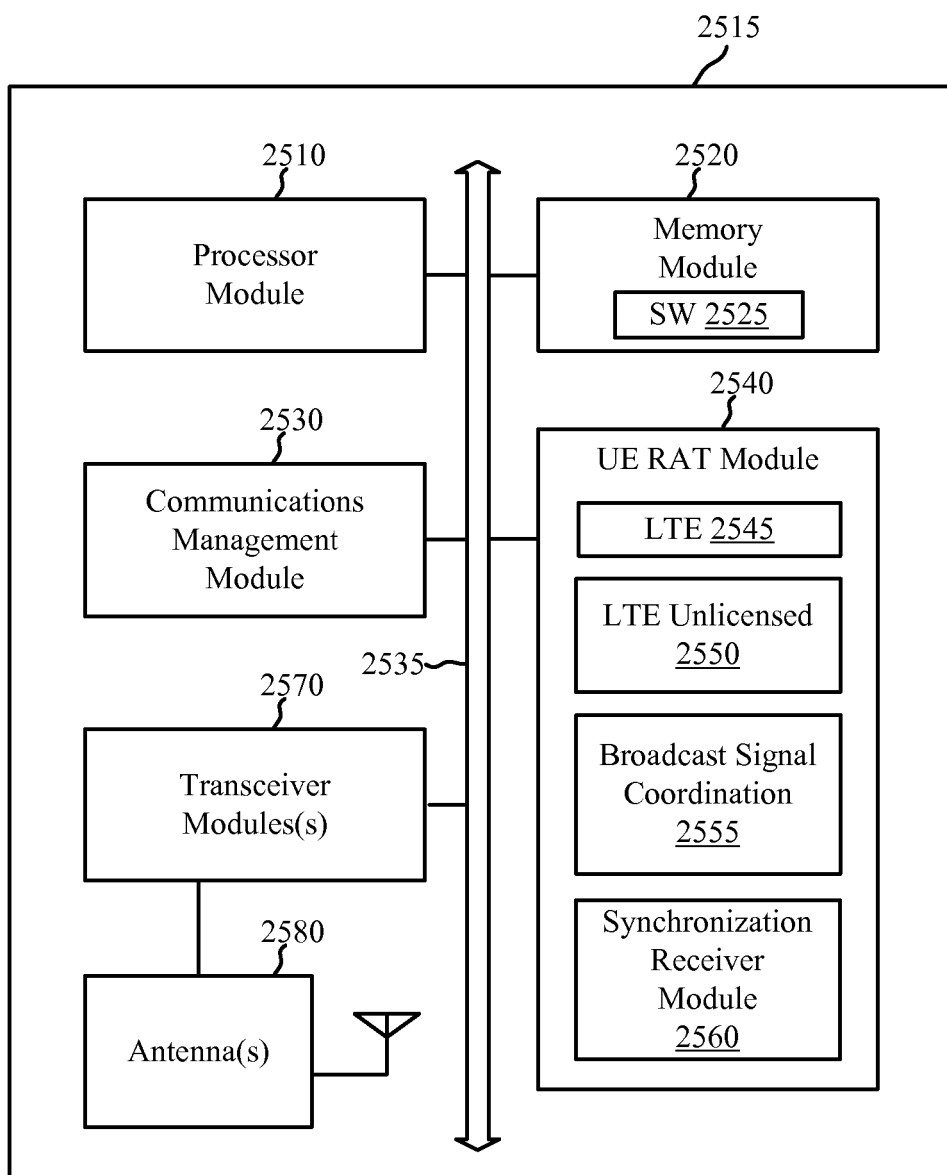 2515
2510
Processor
Module
2520
Memory
Module
SW 2525
2530
Communications
Management
Module
2540
UE RAT Module
LTE 2545
LTE Unlicensed
2550
Broadcast Signal
Coordination
2555
Synchronization
Receiver
Module
2560
2535
2570
Transceiver
Modules(s)
2580
Antenna(s)